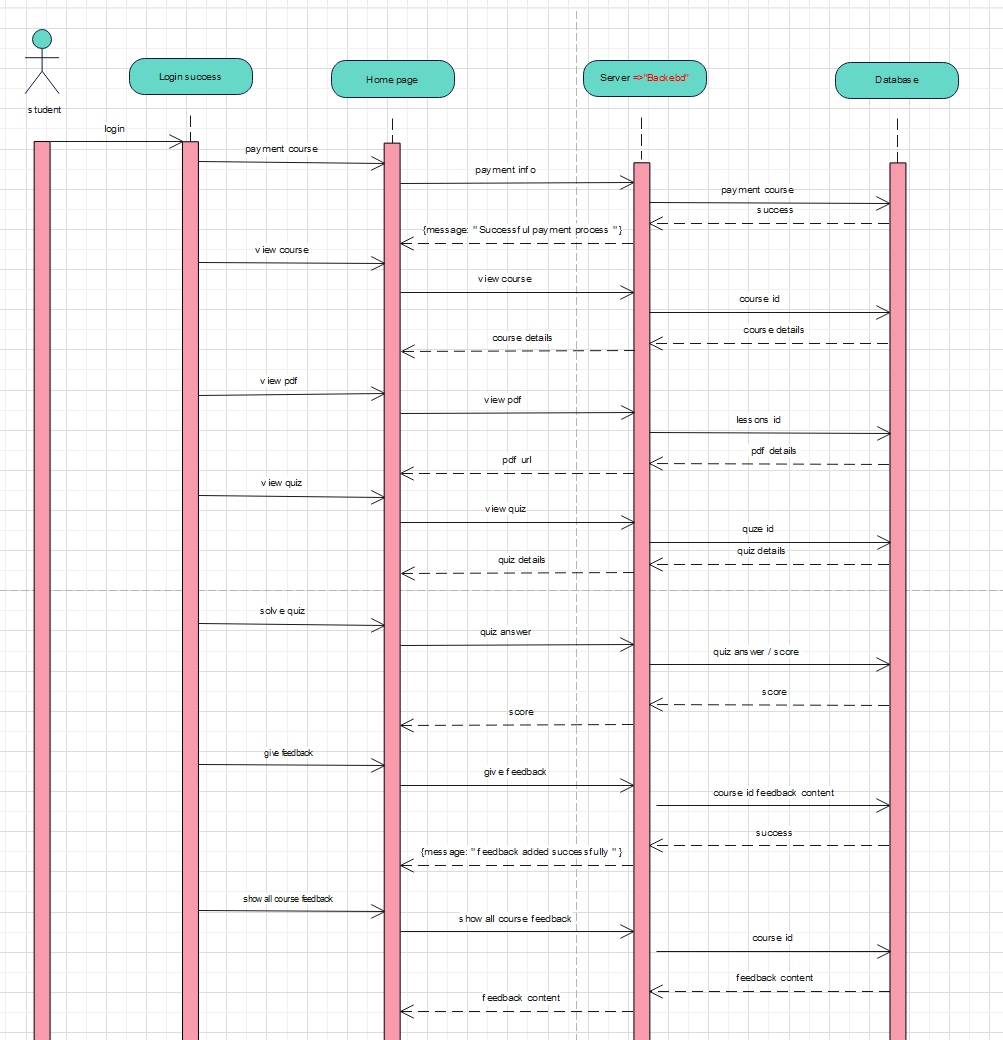 student
Login success
Home page
Server =>"Backebd"
Database
login
payment course
payment info
payment course
success
{message: "Successful payment process "}
view course
view course
course id
course details
course details
view pdf
view pdf
lessons id
pdf details
pdf url
view quiz
view quiz
quze id
quiz details
quiz details
solve quiz
quiz answer
quiz answer / score
score
score
give feedback
give feedback
course id feedback content
success
{message: "feedback added successfully "}
show all course feedback
show all course feedback
course id
feedback content
feedback content